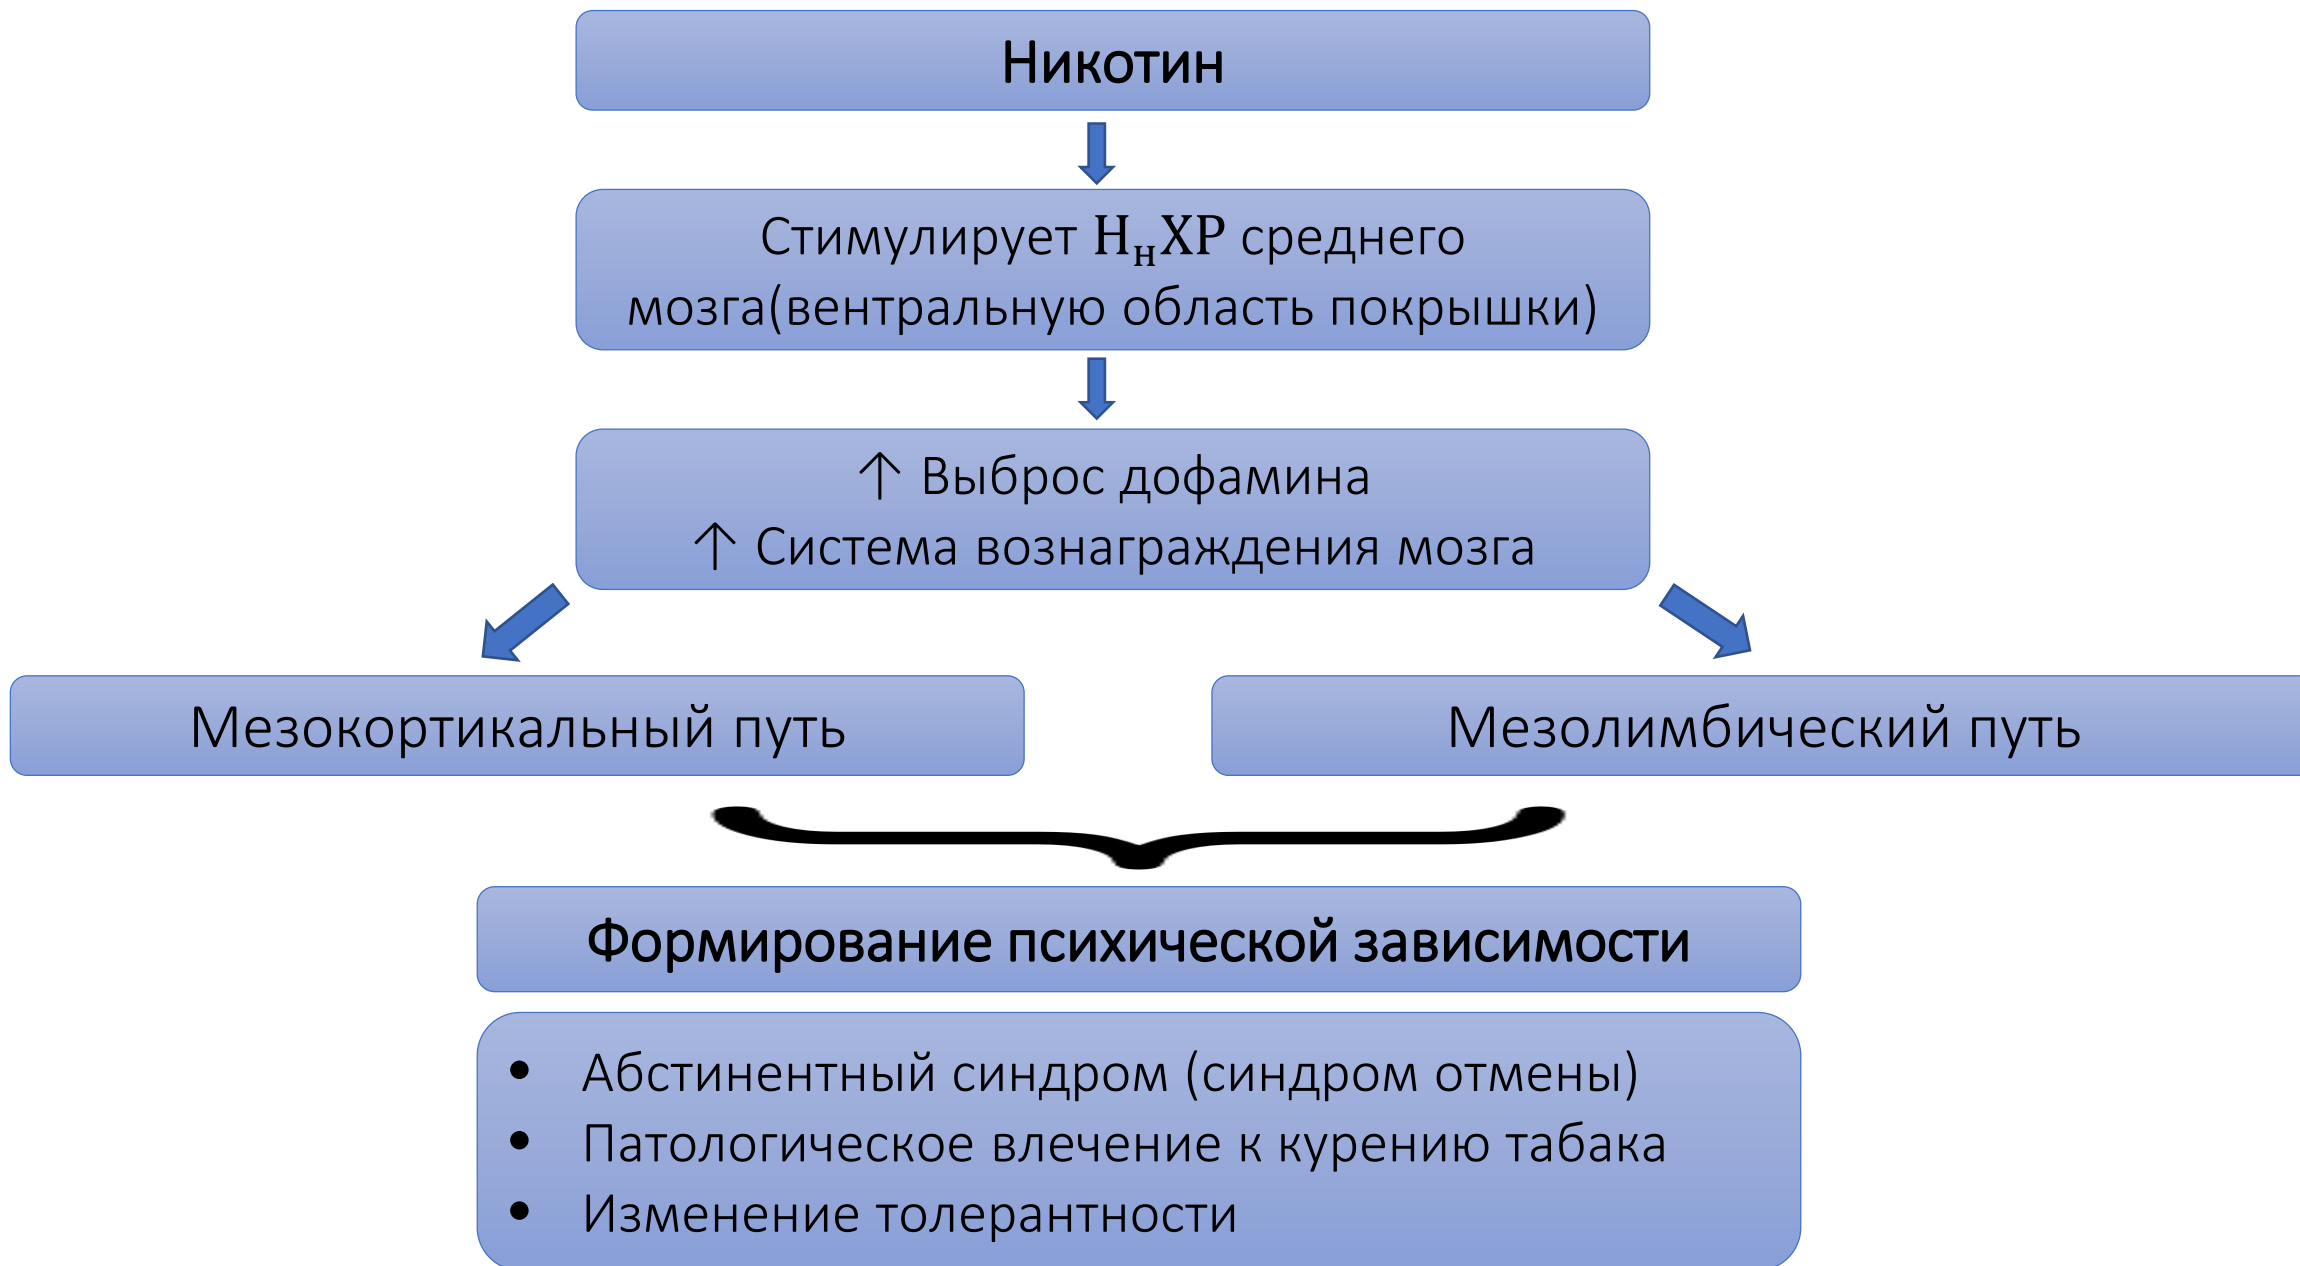 Никотин
Стимулирует НнХР среднего
мозга(вентральную область покрышки)
↑ Выброс дофамина
↑ Система вознаграждения мозга
Мезокортикальный путь
Мезолимбический путь
Формирование психической зависимости
• Абстинентный синдром (синдром отмены)
• Патологическое влечение к курению табака
• Изменение толерантности